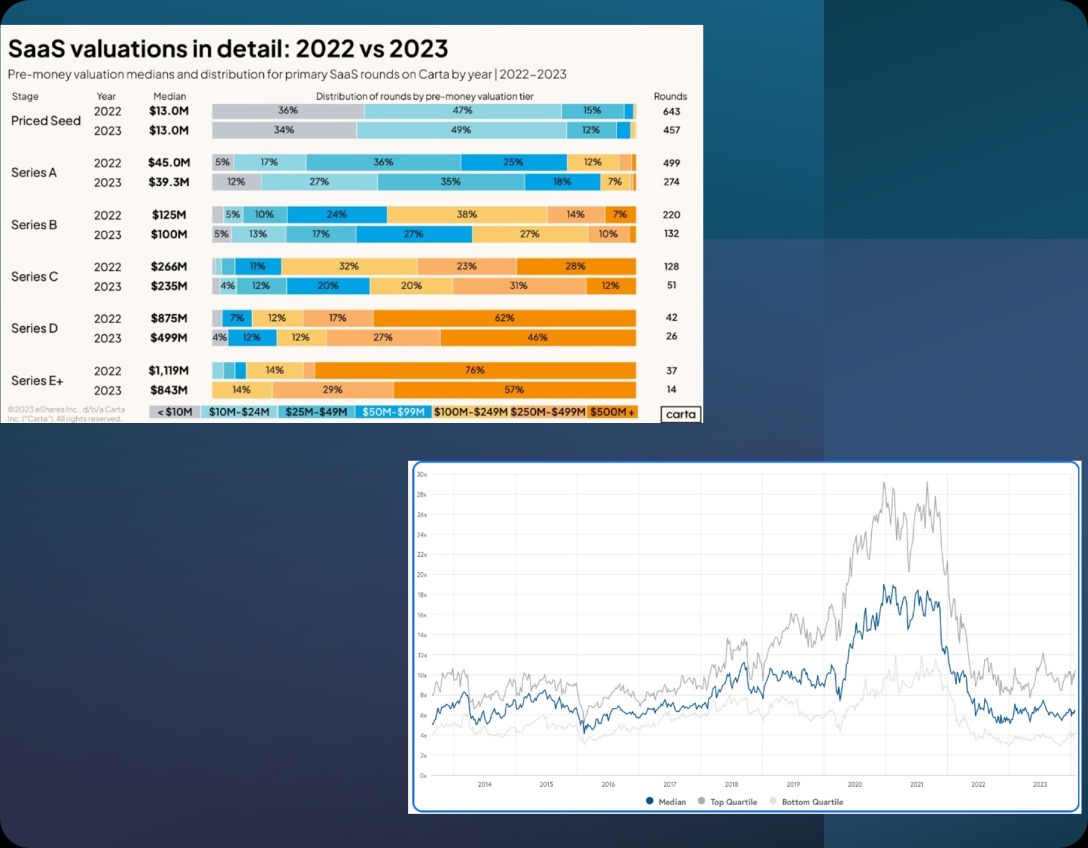 SaaS valuations in detail: 2022 vs 2023
Pre-money valuation medians and distribution for primary SaaS rounds on Carta by year | 2022–2023
Stage Year Median Distribution of rounds by pre-money valuation tier Rounds
Priced Seed
2022 $13.0M 36% 47% 15% 643
2023 $13.0M 34% 49% 12% 457
Series A
2022 $45.0M 5% 17% 36% 25% 12% 499
2023 $39.3M 12% 27% 35% 18% 7% 274
Series B
2022 $125M 5% 10% 24% 38% 14% 7% 220
2023 $100M 5% 13% 17% 27% 27% 10% 132
Series C
2022 $266M 11% 32% 23% 28% 128
2023 $235M 4% 12% 20% 20% 31% 12% 51
Series D
2022 $875M 7% 12% 17% 62% 42
2023 $499M 4% 12% 12% 27% 46% 26
Series E+
2022 $1,119M 14% 76% 37
2023 $843M 14% 29% 57% 14
©2023 eShares Inc., d/b/a Carta
Inc. ("Carta"). All rights reserved.
< $10M $10M–$24M $25M–$49M $50M–$99M $100M–$249M $250M–$499M $500M +
carta
30x
28x
26x
24x
22x
20x
18x
16x
14x
12x
10x
8x
6x
4x
2x
0x
2014 2015 2016 2017 2018 2019 2020 2021 2022 2023
Median Top Quartile Bottom Quartile